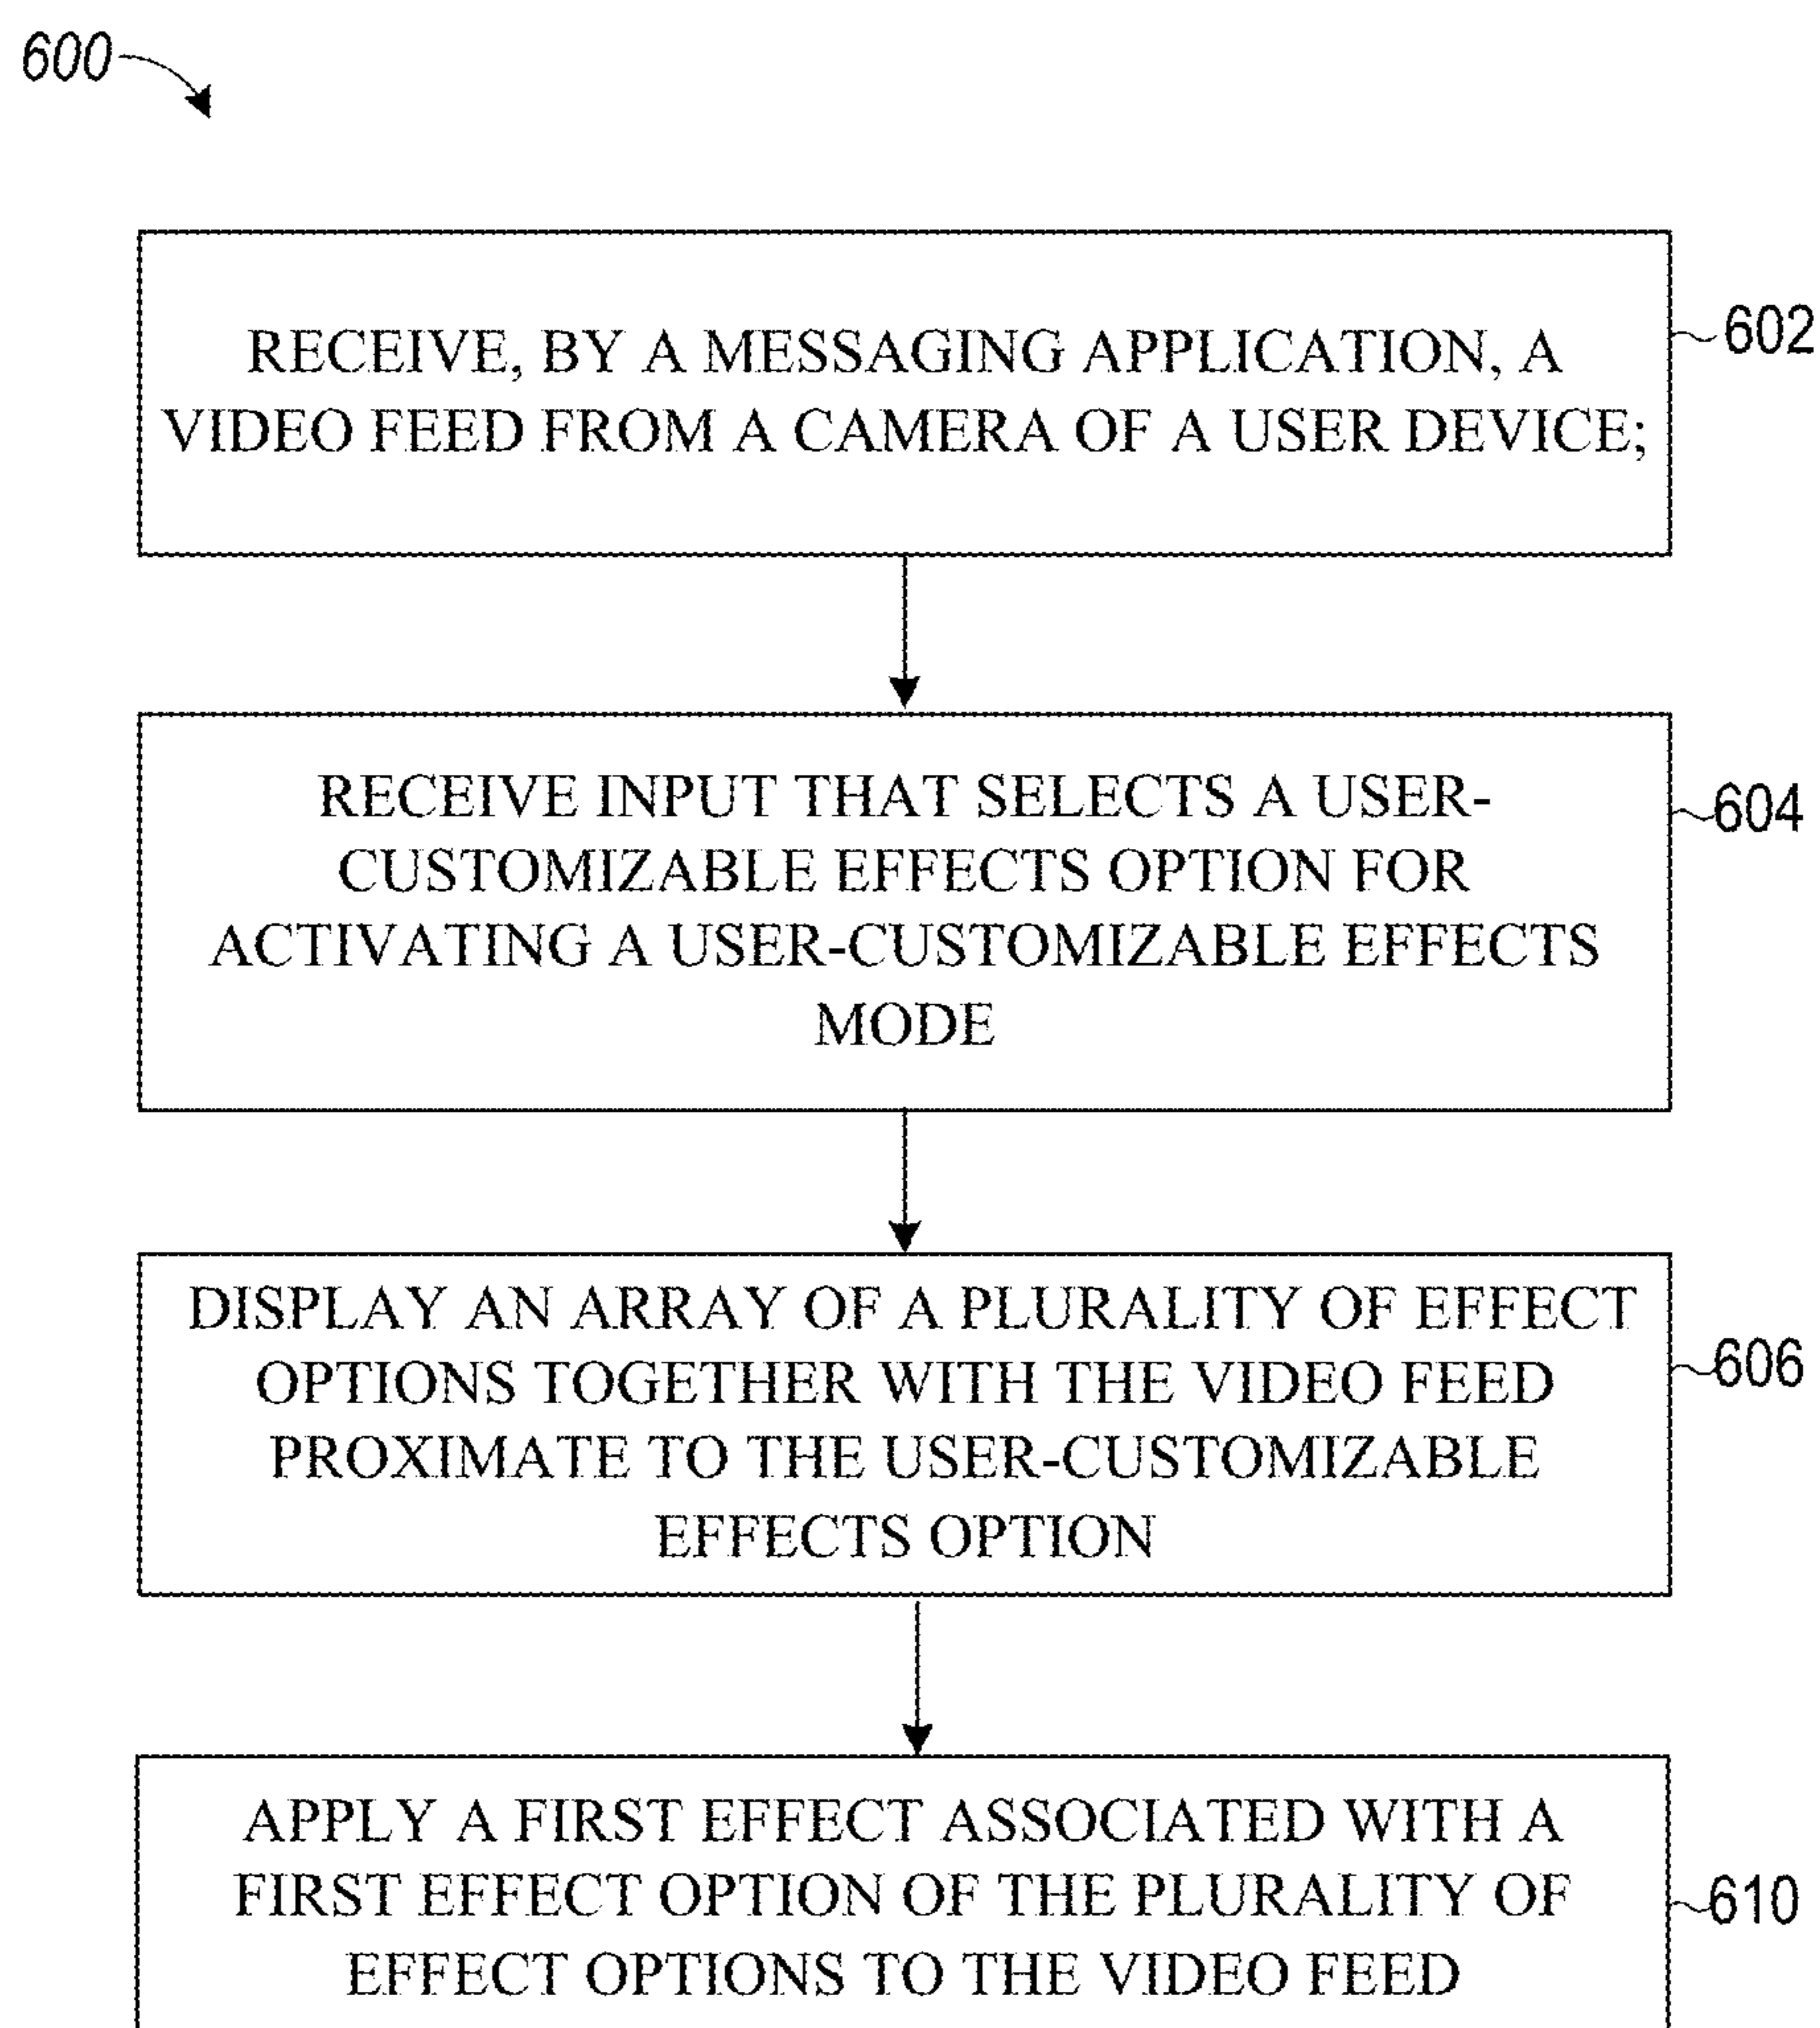 600
RECEIVE, BY A MESSAGING APPLICATION, A
VIDEO FEED FROM A CAMERA OF A USER DEVICE;
602
RECEIVE INPUT THAT SELECTS A USER-
CUSTOMIZABLE EFFECTS OPTION FOR
ACTIVATING A USER-CUSTOMIZABLE EFFECTS
MODE
604
DISPLAY AN ARRAY OF A PLURALITY OF EFFECT
OPTIONS TOGETHER WITH THE VIDEO FEED
PROXIMATE TO THE USER-CUSTOMIZABLE
EFFECTS OPTION
606
APPLY A FIRST EFFECT ASSOCIATED WITH A
FIRST EFFECT OPTION OF THE PLURALITY OF
EFFECT OPTIONS TO THE VIDEO FEED
610